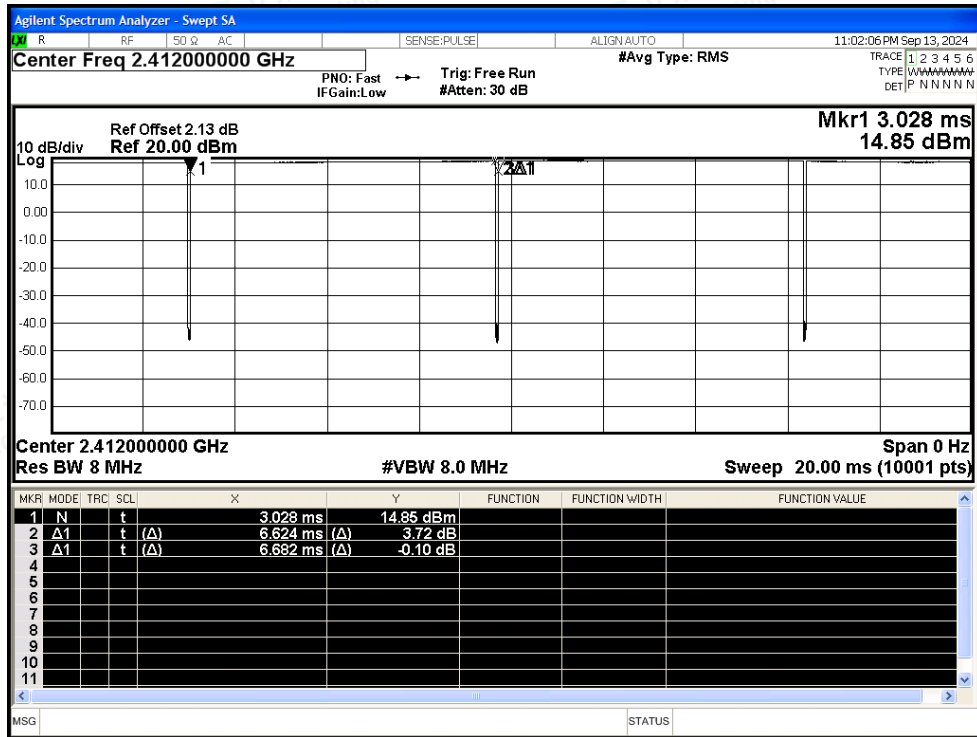 Agilent Spectrum Analyzer - Swept SA
LXI R RF 50 Ω AC SENSE:PULSE ALIGN AUTO 11:02:06 PM Sep 13, 2024
Center Freq 2.412000000 GHz #Avg Type: RMS TRACE 1 2 3 4 5 6
PNO: Fast Trig: Free Run TYPE W
IFGain:Low #Atten: 30 dB DET P N N N N N
Mkr1 3.028 ms
Ref Offset 2.13 dB
10 dB/div Ref 20.00 dBm 14.85 dBm
Log
1
2Δ1
10.0
0.00
-10.0
-20.0
-30.0
-40.0
-50.0
-60.0
-70.0
Center 2.412000000 GHz Span 0 Hz
Res BW 8 MHz #VBW 8.0 MHz Sweep 20.00 ms (10001 pts)
MKR MODE TRC SCL X Y FUNCTION FUNCTION WIDTH FUNCTION VALUE
1 N t 3.028 ms 14.85 dBm
2 Δ1 t (Δ) 6.624 ms (Δ) 3.72 dB
3 Δ1 t (Δ) 6.682 ms (Δ) -0.10 dB
4
5
6
7
8
9
10
11
MSG STATUS